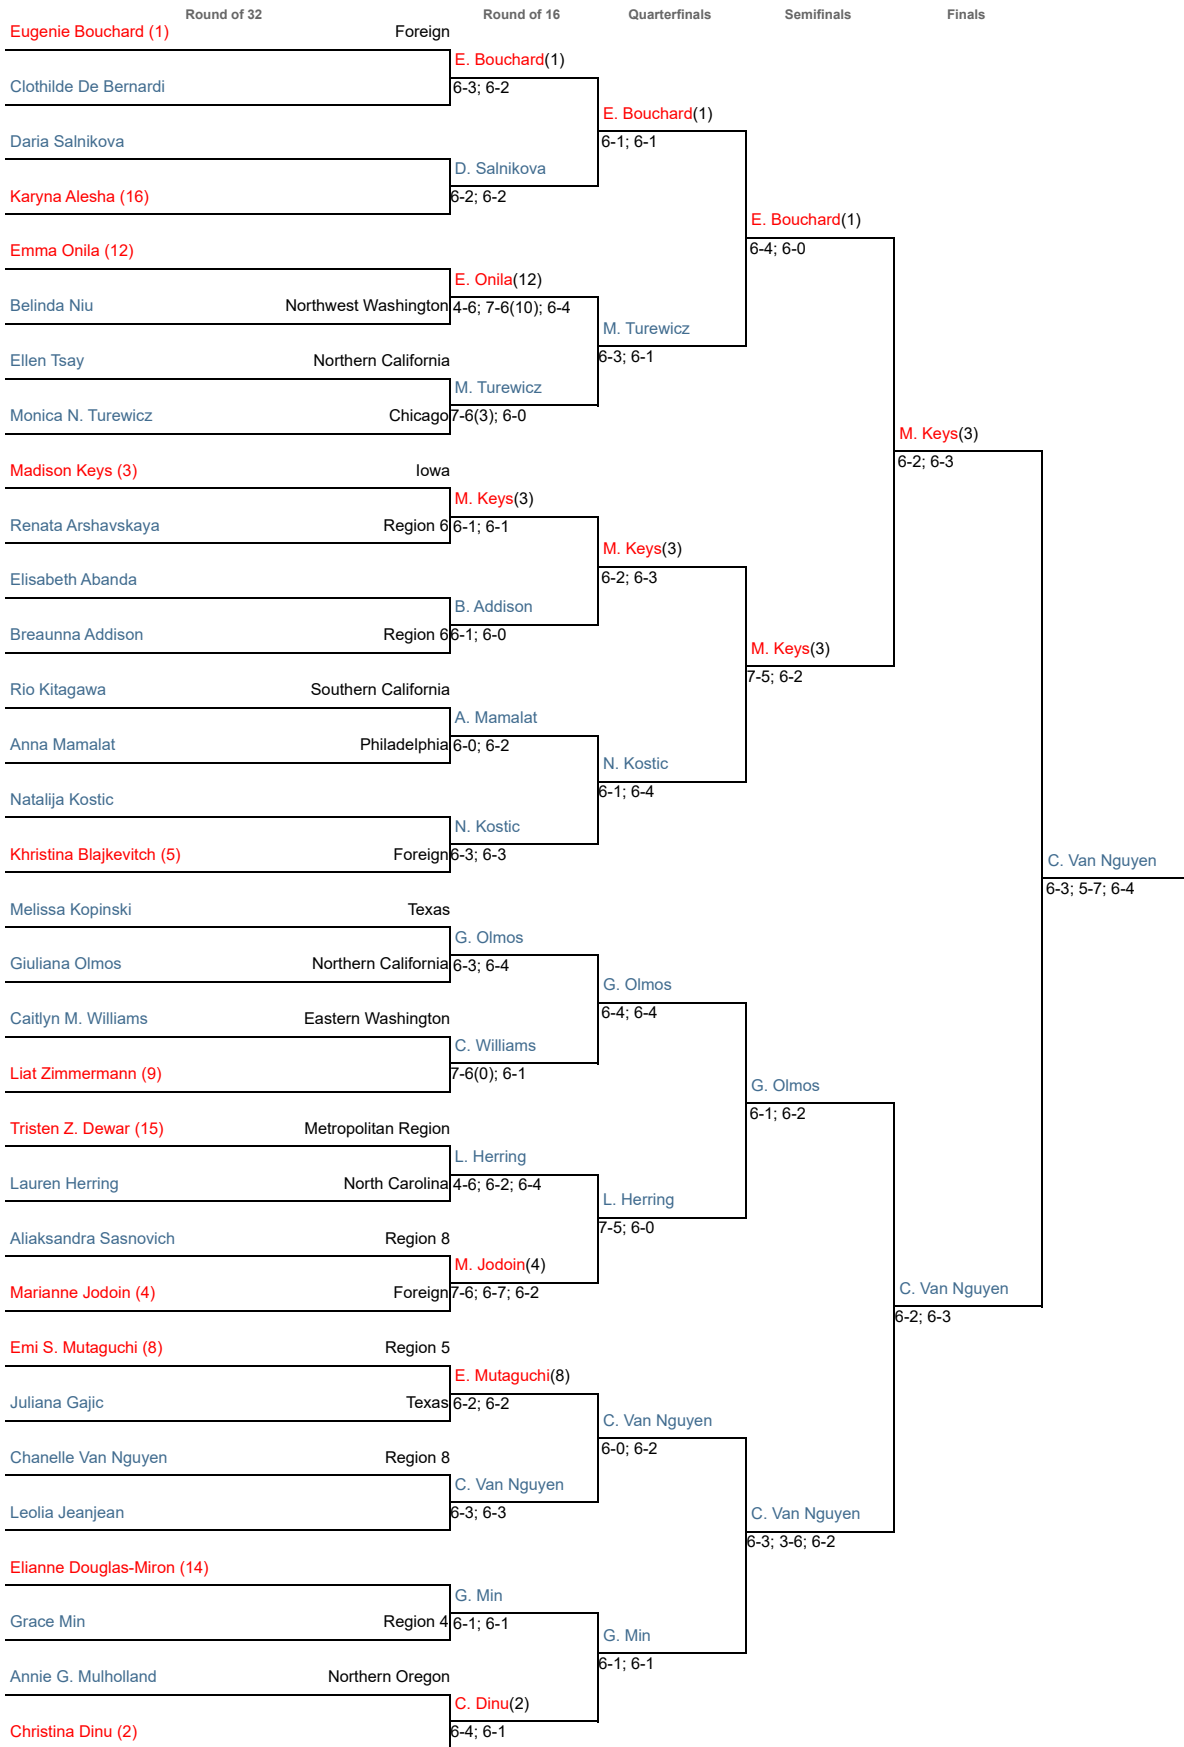 Round of 32 Round of 16 Quarterfinals Semifinals Finals
Eugenie Bouchard (1) Foreign
E. Bouchard(1)
Clothilde De Bernardi
6-3; 6-2
E. Bouchard(1)
Daria Salnikova
6-1; 6-1
D. Salnikova
Karyna Alesha (16)
6-2; 6-2
E. Bouchard(1)
Emma Onila (12)
6-4; 6-0
E. Onila(12)
Belinda Niu Northwest Washington
4-6; 7-6(10); 6-4
M. Turewicz
Ellen Tsay Northern California
6-3; 6-1
M. Turewicz
Monica N. Turewicz Chicago
7-6(3); 6-0
M. Keys(3)
Madison Keys (3) Iowa
6-2; 6-3
M. Keys(3)
Renata Arshavskaya Region 6
6-1; 6-1
M. Keys(3)
Elisabeth Abanda
6-2; 6-3
B. Addison
Breaunna Addison Region 6
6-1; 6-0
M. Keys(3)
Rio Kitagawa Southern California
7-5; 6-2
A. Mamalat
Anna Mamalat Philadelphia
6-0; 6-2
N. Kostic
Natalija Kostic
6-1; 6-4
N. Kostic
Khristina Blajkevitch (5) Foreign
6-3; 6-3
C. Van Nguyen
6-3; 5-7; 6-4
Melissa Kopinski Texas
G. Olmos
Giuliana Olmos Northern California
6-3; 6-4
G. Olmos
Caitlyn M. Williams Eastern Washington
6-4; 6-4
C. Williams
Liat Zimmermann (9)
7-6(0); 6-1
G. Olmos
Tristen Z. Dewar (15) Metropolitan Region
6-1; 6-2
L. Herring
Lauren Herring North Carolina
4-6; 6-2; 6-4
L. Herring
Aliaksandra Sasnovich Region 8
7-5; 6-0
M. Jodoin(4)
Marianne Jodoin (4) Foreign
7-6; 6-7; 6-2
C. Van Nguyen
6-2; 6-3
Emi S. Mutaguchi (8) Region 5
E. Mutaguchi(8)
Juliana Gajic Texas
6-2; 6-2
C. Van Nguyen
Chanelle Van Nguyen Region 8
6-0; 6-2
C. Van Nguyen
Leolia Jeanjean
6-3; 6-3
C. Van Nguyen
Elianne Douglas-Miron (14)
6-3; 3-6; 6-2
G. Min
Grace Min Region 4
6-1; 6-1
G. Min
Annie G. Mulholland Northern Oregon
6-1; 6-1
C. Dinu(2)
Christina Dinu (2)
6-4; 6-1